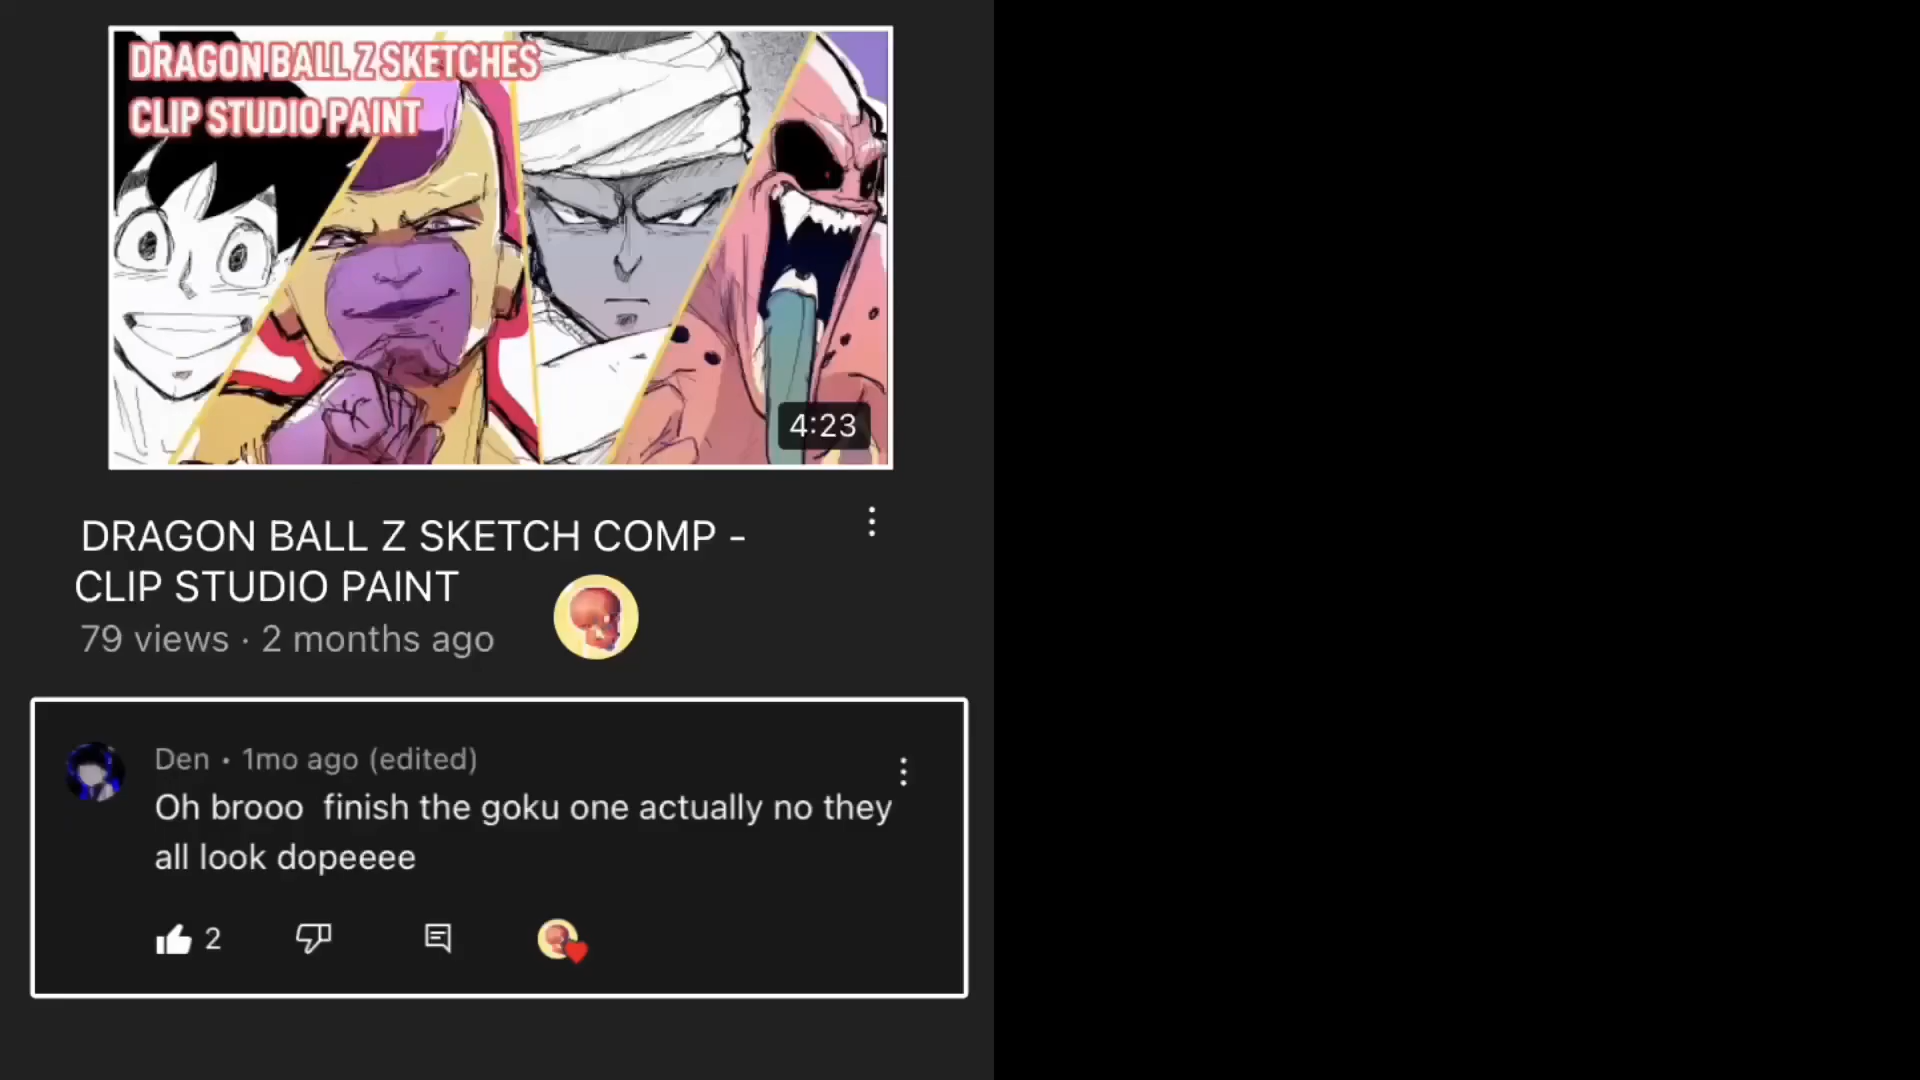 DRAGON BALL Z SKETCHES
CLIP STUDIO PAINT
4:23
DRAGON BALL Z SKETCH COMP -
CLIP STUDIO PAINT
79 views · 2 months ago
Den · 1mo ago (edited)
Oh brooo  finish the goku one actually no they
all look dopeeee
2